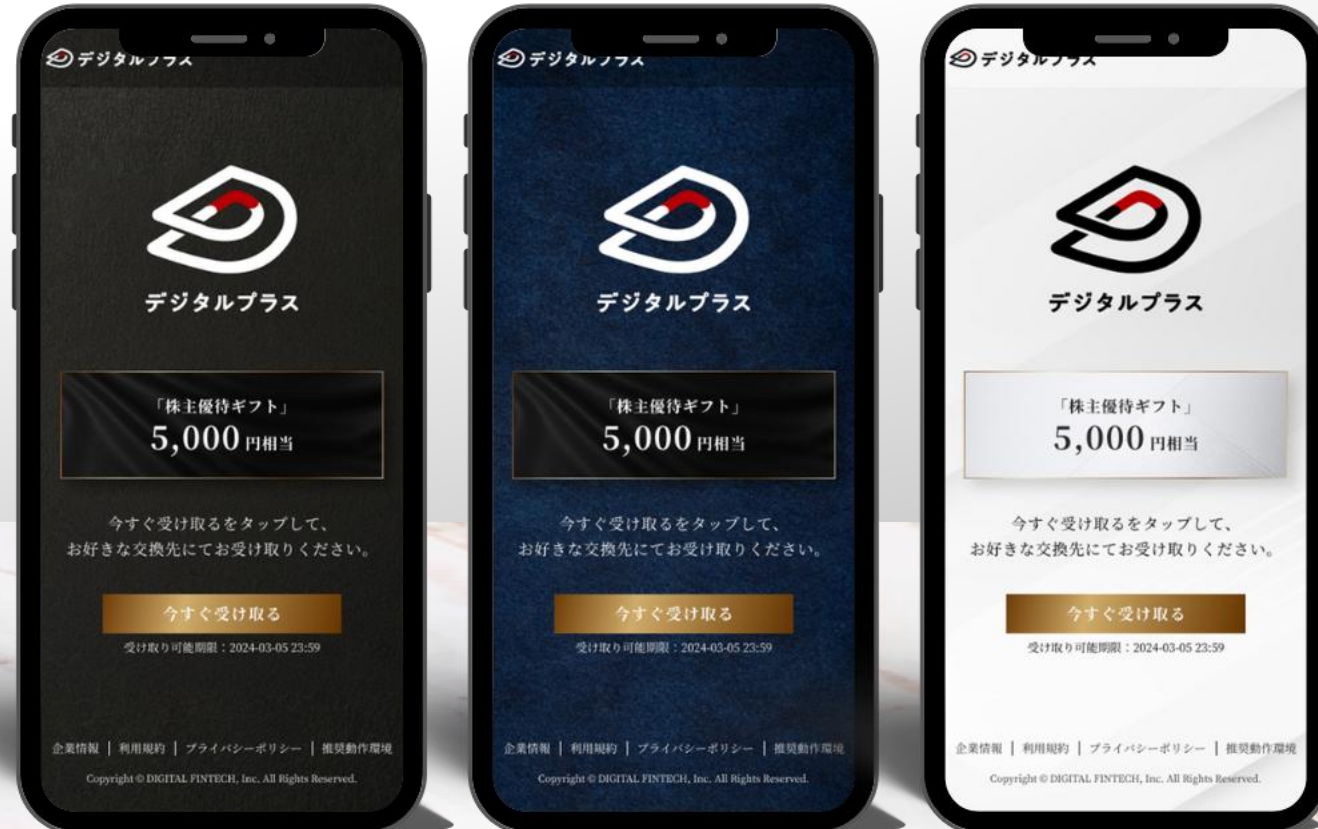 デジタルプラス
デジタルプラス
「株主優待ギフト」
5,000 円相当
今すぐ受け取るをタップして、
お好きな交換先にてお受け取りください。
今すぐ受け取る
受け取り可能期限：2024-03-05 23:59
企業情報 | 利用規約 | プライバシーポリシー | 推奨動作環境
Copyright © DIGITAL FINTECH, Inc. All Rights Reserved.
デジタルプラス
デジタルプラス
「株主優待ギフト」
5,000 円相当
今すぐ受け取るをタップして、
お好きな交換先にてお受け取りください。
今すぐ受け取る
受け取り可能期限：2024-03-05 23:59
企業情報 | 利用規約 | プライバシーポリシー | 推奨動作環境
Copyright © DIGITAL FINTECH, Inc. All Rights Reserved.
デジタルプラス
デジタルプラス
「株主優待ギフト」
5,000 円相当
今すぐ受け取るをタップして、
お好きな交換先にてお受け取りください。
今すぐ受け取る
受け取り可能期限：2024-03-05 23:59
企業情報 | 利用規約 | プライバシーポリシー | 推奨動作環境
Copyright © DIGITAL FINTECH, Inc. All Rights Reserved.